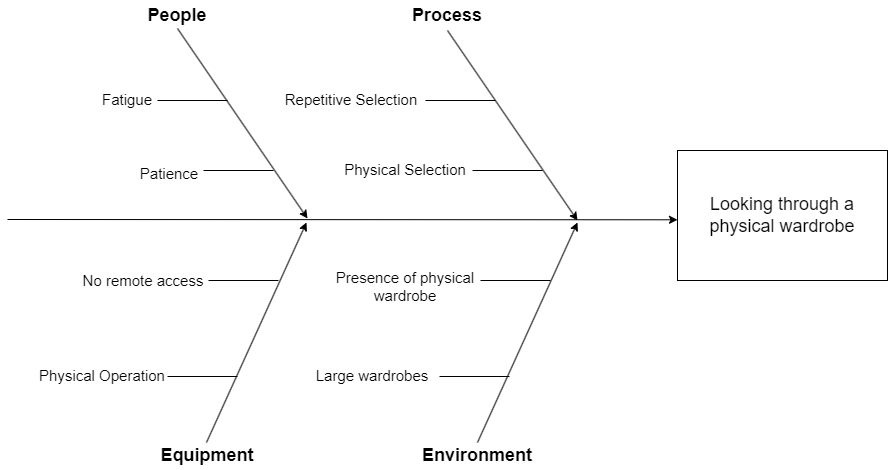 People
Process
Fatigue
Repetitive Selection
Patience
Physical Selection
Looking through a
physical wardrobe
No remote access
Presence of physical
wardrobe
Physical Operation
Large wardrobes
Equipment
Environment